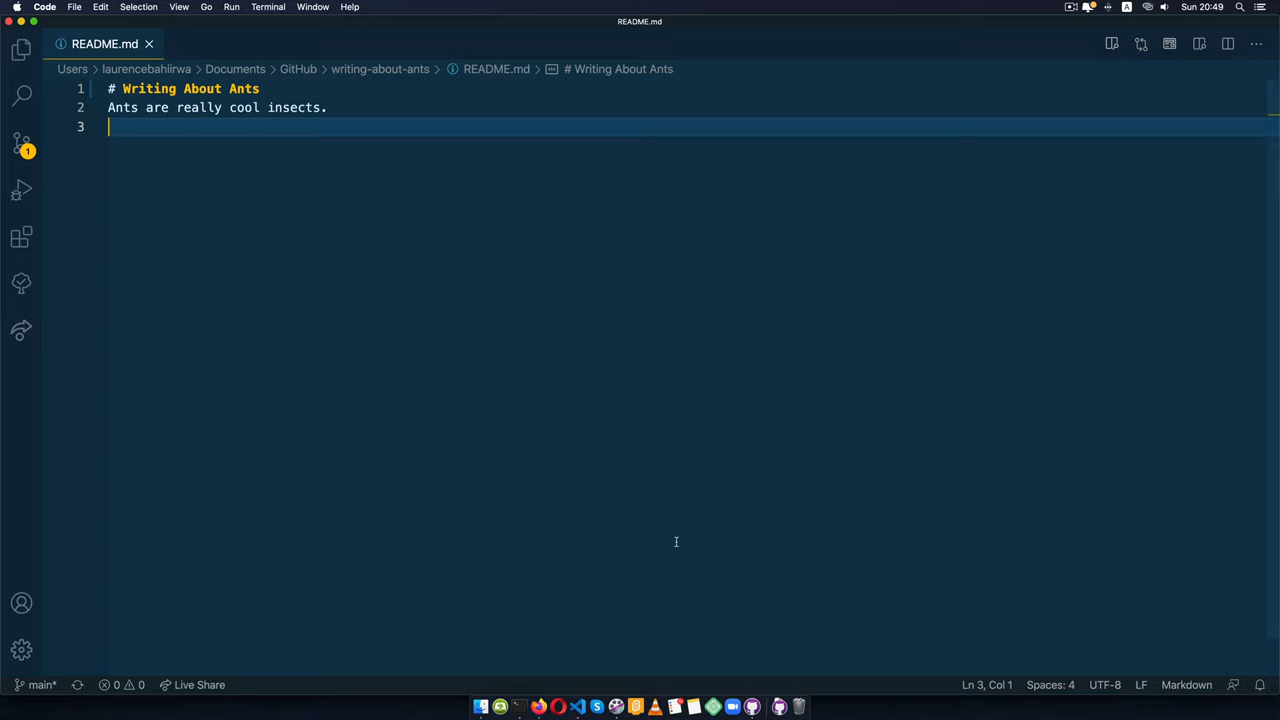 Code File Edit Selection View Go Run Terminal Window Help
A
Sun 20:49
README.md
README.md
Users > laurencebahiirwa > Documents > GitHub > writing-about-ants > README.md > # Writing About Ants
1 # Writing About Ants
2 Ants are really cool insects.
3
1
main* 0 0 Live Share
Ln 3, Col 1 Spaces: 4 UTF-8 LF Markdown